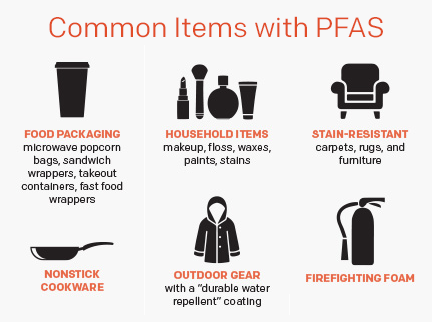 Common Items with PFAS
FOOD PACKAGING
microwave popcorn
bags, sandwich
wrappers, takeout
containers, fast food
wrappers
HOUSEHOLD ITEMS
makeup, floss, waxes,
paints, stains
STAIN-RESISTANT
carpets, rugs, and
furniture
NONSTICK
COOKWARE
OUTDOOR GEAR
with a “durable water
repellent” coating
FIREFIGHTING FOAM